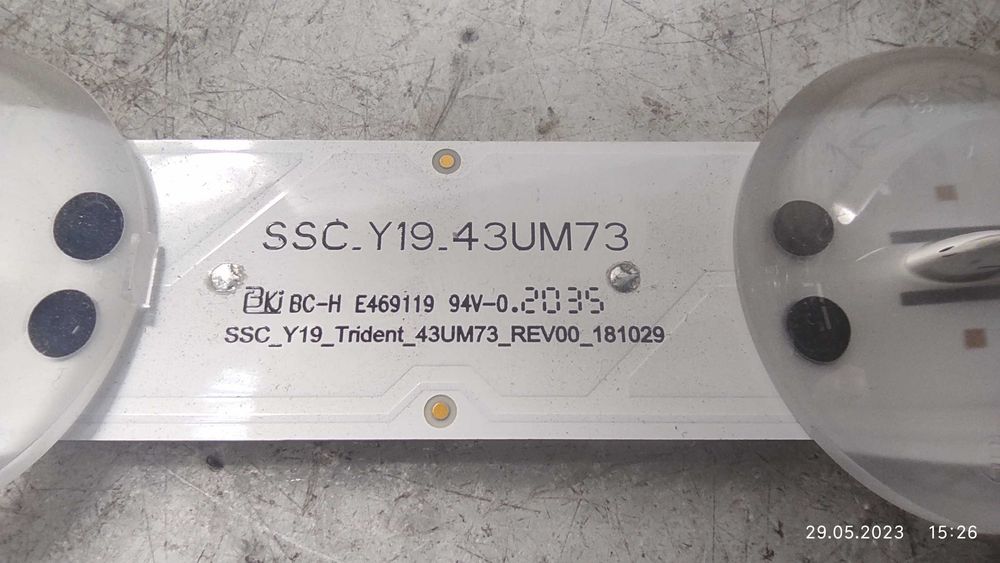 SSC_Y19_43UM73
BC-H E469119 94V-0.2035
SSC_Y19_Trident_43UM73_REV00_181029
29.05.2023 15:26